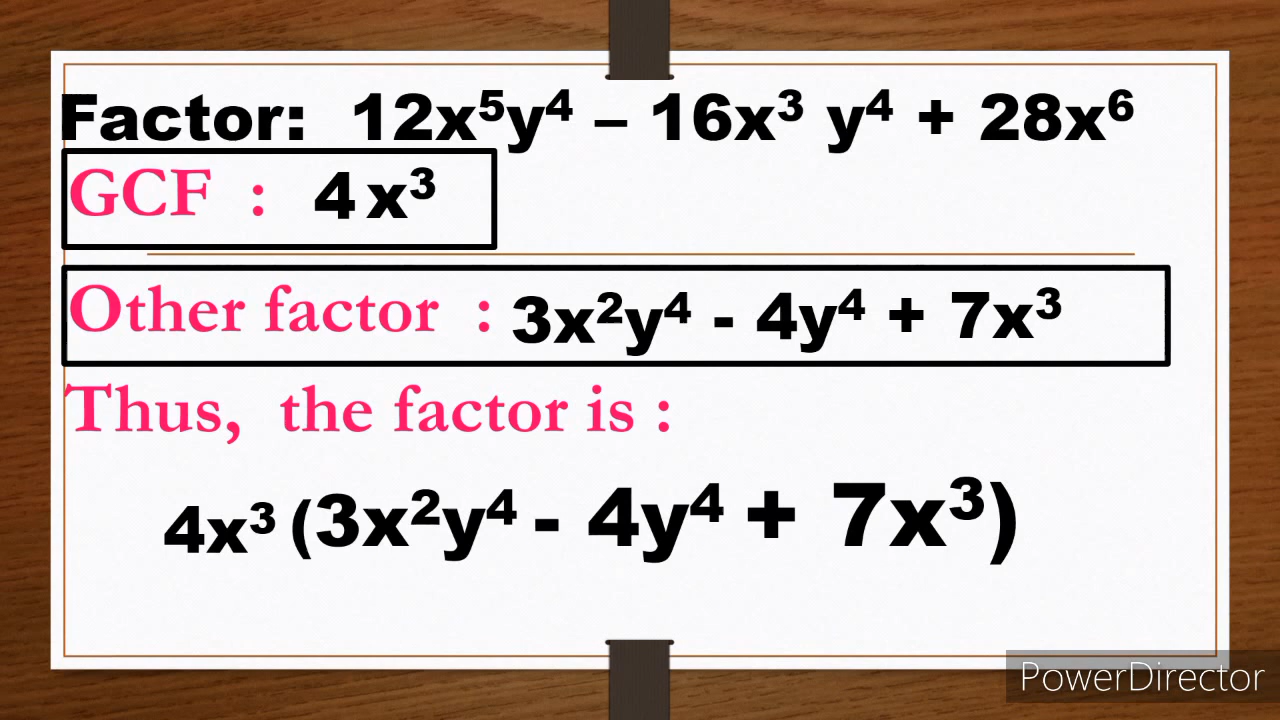 Factor: 12x⁵y⁴ – 16x³ y⁴ + 28x⁶
GCF : 4x³
Other factor : 3x²y⁴ - 4y⁴ + 7x³
Thus, the factor is :
4x³ (3x²y⁴ - 4y⁴ + 7x³)
PowerDirector